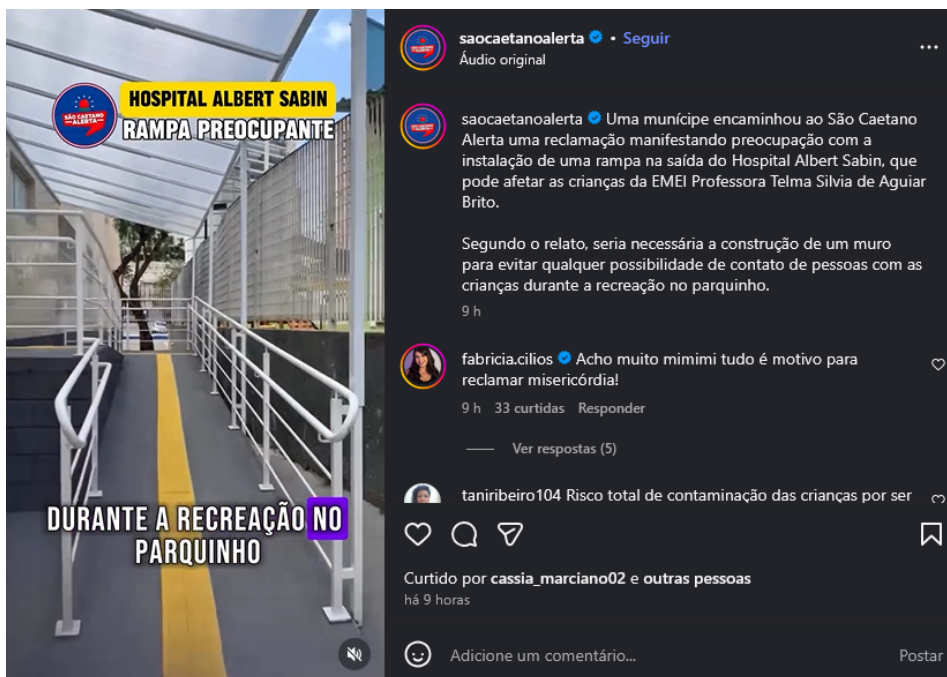 HOSPITAL ALBERT SABIN
SÃO CAETANO
ALERTA
RAMPA PREOCUPANTE
DURANTE A RECREAÇÃO NO
PARQUINHO
saocaetanoalerta • Seguir
Áudio original
saocaetanoalerta Uma munícipe encaminhou ao São Caetano
Alerta uma reclamação manifestando preocupação com a
instalação de uma rampa na saída do Hospital Albert Sabin, que
pode afetar as crianças da EMEI Professora Telma Silvia de Aguiar
Brito.
Segundo o relato, seria necessária a construção de um muro
para evitar qualquer possibilidade de contato de pessoas com as
crianças durante a recreação no parquinho.
9 h
fabricia.cilios Acho muito mimimi tudo é motivo para
reclamar misericórdia!
9 h 33 curtidas Responder
Ver respostas (5)
taniribeiro104 Risco total de contaminação das crianças por ser
Curtido por cassia_marciano02 e outras pessoas
há 9 horas
Adicione um comentário...
Postar